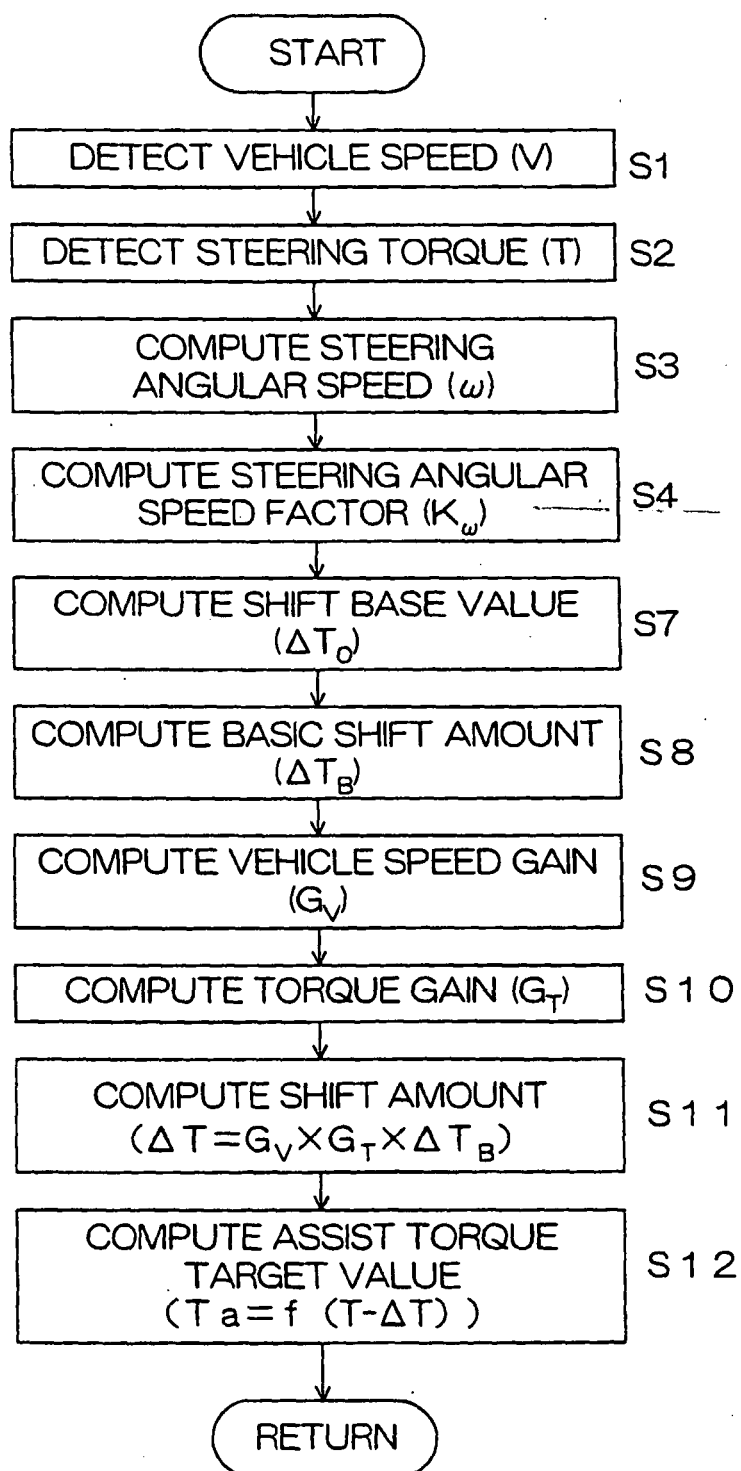 START
DETECT VEHICLE SPEED (V)
S1
DETECT STEERING TORQUE (T)
S2
COMPUTE STEERING
ANGULAR SPEED (ω)
S3
COMPUTE STEERING ANGULAR
SPEED FACTOR (Kω)
S4
COMPUTE SHIFT BASE VALUE
(ΔTO)
S7
COMPUTE BASIC SHIFT AMOUNT
(ΔTB)
S8
COMPUTE VEHICLE SPEED GAIN
(GV)
S9
COMPUTE TORQUE GAIN (GT)
S10
COMPUTE SHIFT AMOUNT
(ΔT=GV×GT×ΔTB)
S11
COMPUTE ASSIST TORQUE
TARGET VALUE
(Ta=f (T-ΔT))
S12
RETURN